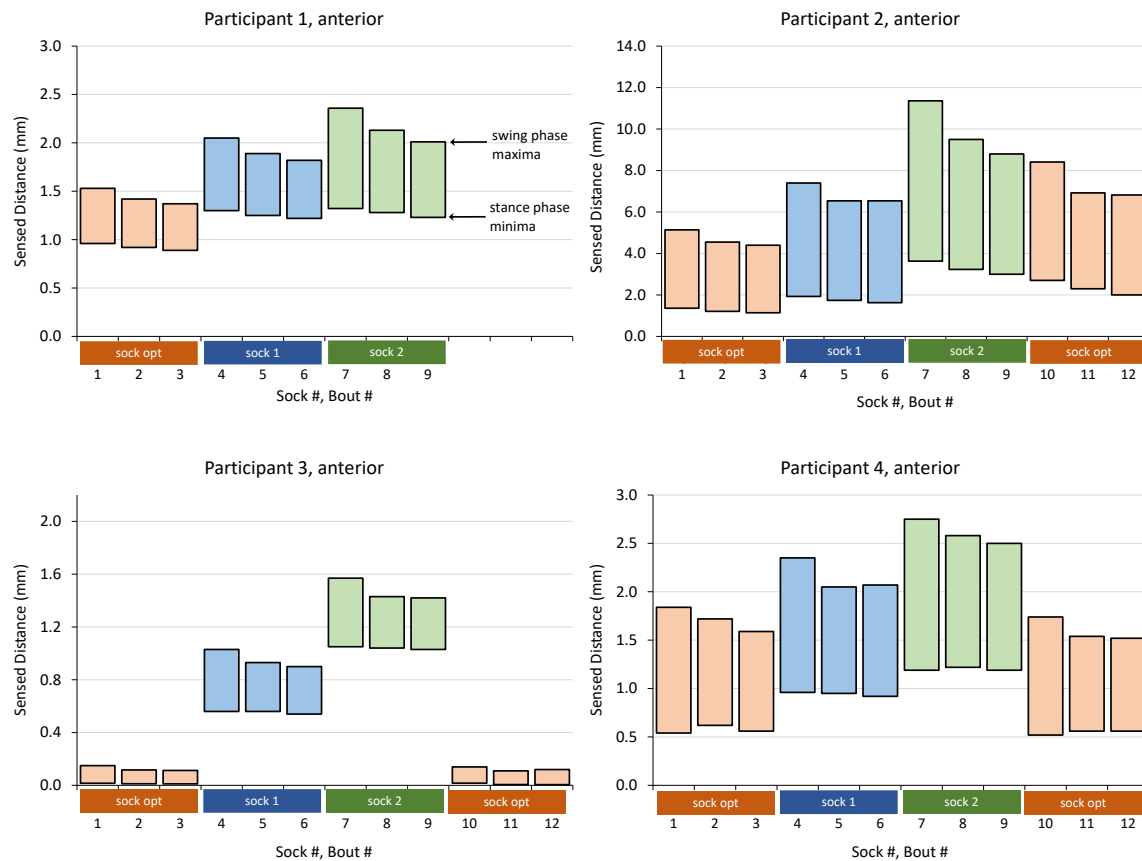 Participant 1, anterior
3.0
2.5
2.0
1.5
1.0
0.5
0.0
Sensed Distance (mm)
swing phase
maxima
stance phase
minima
sock opt sock 1 sock 2
1 2 3 4 5 6 7 8 9
Sock #, Bout #
Participant 2, anterior
14.0
12.0
10.0
8.0
6.0
4.0
2.0
0.0
Sensed Distance (mm)
sock opt sock 1 sock 2 sock opt
1 2 3 4 5 6 7 8 9 10 11 12
Sock #, Bout #
Participant 3, anterior
2.0
1.6
1.2
0.8
0.4
0.0
Sensed Distance (mm)
sock opt sock 1 sock 2 sock opt
1 2 3 4 5 6 7 8 9 10 11 12
Sock #, Bout #
Participant 4, anterior
3.0
2.5
2.0
1.5
1.0
0.5
0.0
Sensed Distance (mm)
sock opt sock 1 sock 2 sock opt
1 2 3 4 5 6 7 8 9 10 11 12
Sock #, Bout #